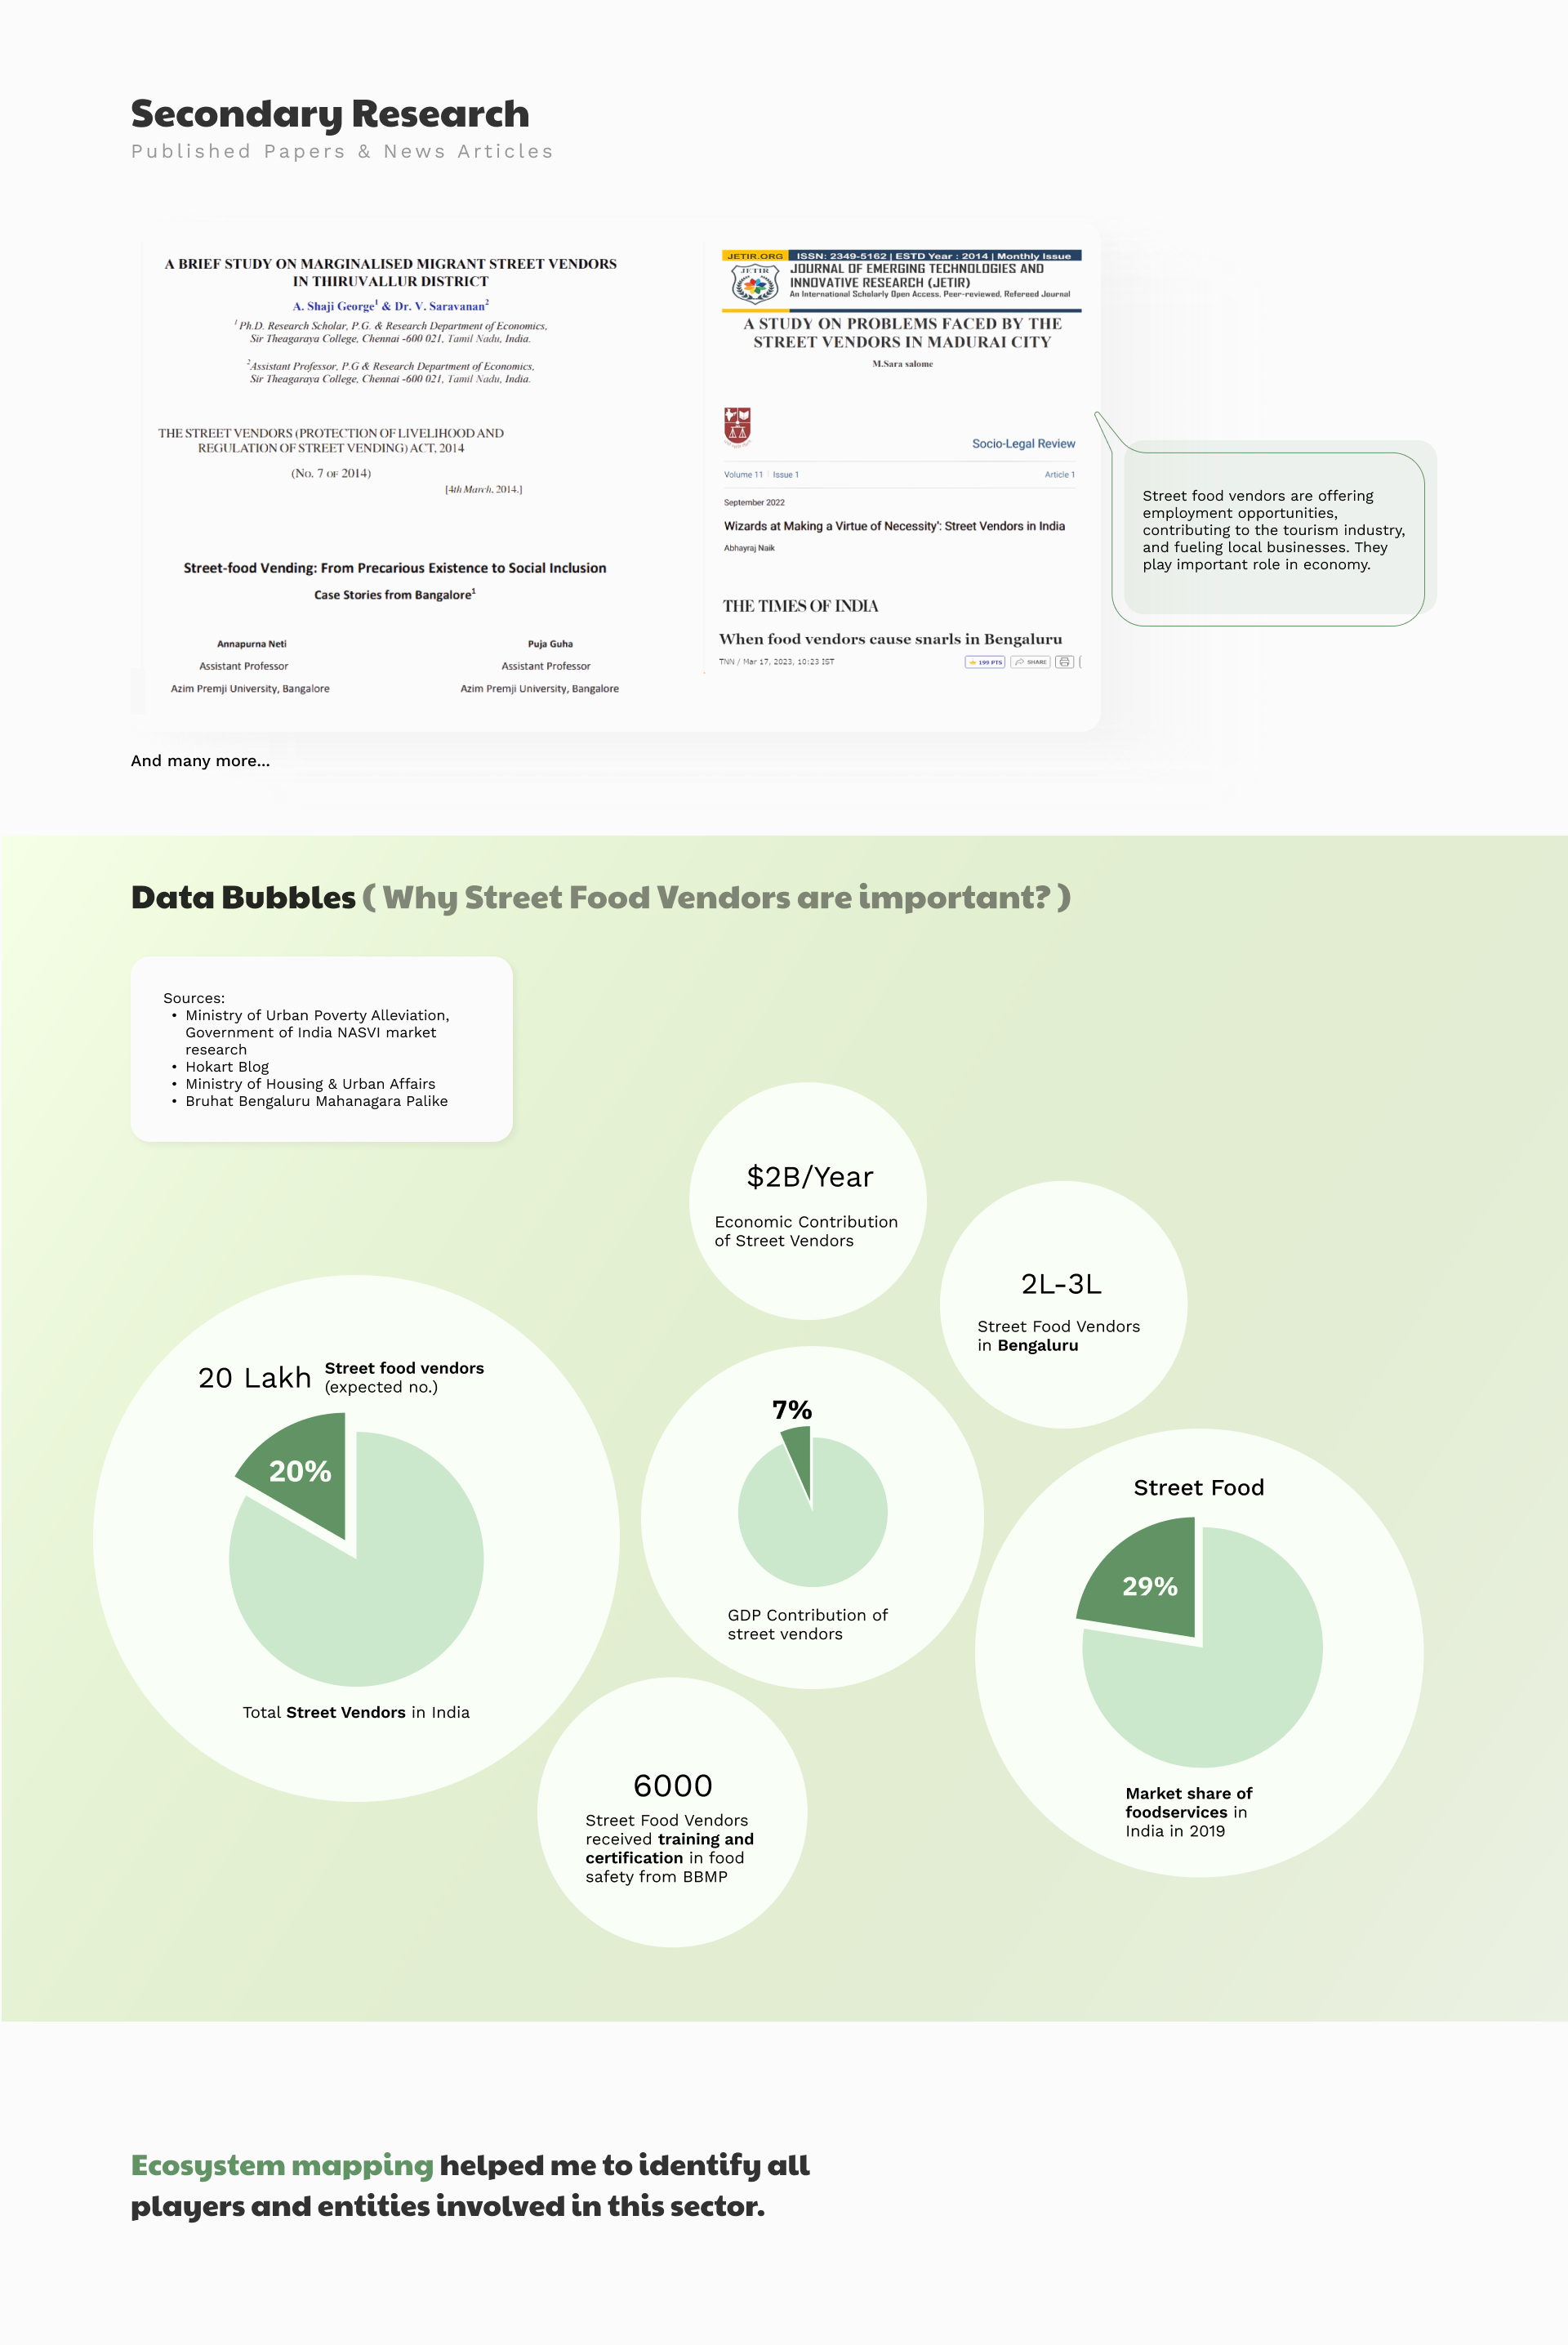 Secondary Research
Published Papers & News Articles
A BRIEF STUDY ON MARGINALISED MIGRANT STREET VENDORS
IN THIRUVALLUR DISTRICT
A. Shaji George¹ & Dr. V. Saravanan²
¹ Ph.D. Research Scholar, P.G. & Research Department of Economics,
Sir Theagaraya College, Chennai -600 021, Tamil Nadu, India.
²Assistant Professor, P.G & Research Department of Economics,
Sir Theagaraya College, Chennai -600 021, Tamil Nadu, India.
THE STREET VENDORS (PROTECTION OF LIVELIHOOD AND
REGULATION OF STREET VENDING) ACT, 2014
(No. 7 OF 2014)
[4th March, 2014.]
Street-food Vending: From Precarious Existence to Social Inclusion
Case Stories from Bangalore¹
Annapurna Neti
Assistant Professor
Azim Premji University, Bangalore
Puja Guha
Assistant Professor
Azim Premji University, Bangalore
JETIR.ORG ISSN: 2349-5162 | ESTD Year : 2014 | Monthly Issue
JETIR
JOURNAL OF EMERGING TECHNOLOGIES AND
INNOVATIVE RESEARCH (JETIR)
An International Scholarly Open Access, Peer-reviewed, Refereed Journal
A STUDY ON PROBLEMS FACED BY THE
STREET VENDORS IN MADURAI CITY
M.Sara salome
Socio-Legal Review
Volume 11 | Issue 1 Article 1
September 2022
Wizards at Making a Virtue of Necessity': Street Vendors in India
Abhayraj Naik
THE TIMES OF INDIA
When food vendors cause snarls in Bengaluru
TNN / Mar 17, 2023, 10:23 IST 199 PTS SHARE
Street food vendors are offering
employment opportunities,
contributing to the tourism industry,
and fueling local businesses. They
play important role in economy.
And many more...
Data Bubbles ( Why Street Food Vendors are important? )
Sources:
• Ministry of Urban Poverty Alleviation,
Government of India NASVI market
research
• Hokart Blog
• Ministry of Housing & Urban Affairs
• Bruhat Bengaluru Mahanagara Palike
$2B/Year
Economic Contribution
of Street Vendors
2L-3L
Street Food Vendors
in Bengaluru
20 Lakh Street food vendors
(expected no.)
20%
Total Street Vendors in India
7%
GDP Contribution of
street vendors
Street Food
29%
Market share of
foodservices in
India in 2019
6000
Street Food Vendors
received training and
certification in food
safety from BBMP
Ecosystem mapping helped me to identify all
players and entities involved in this sector.